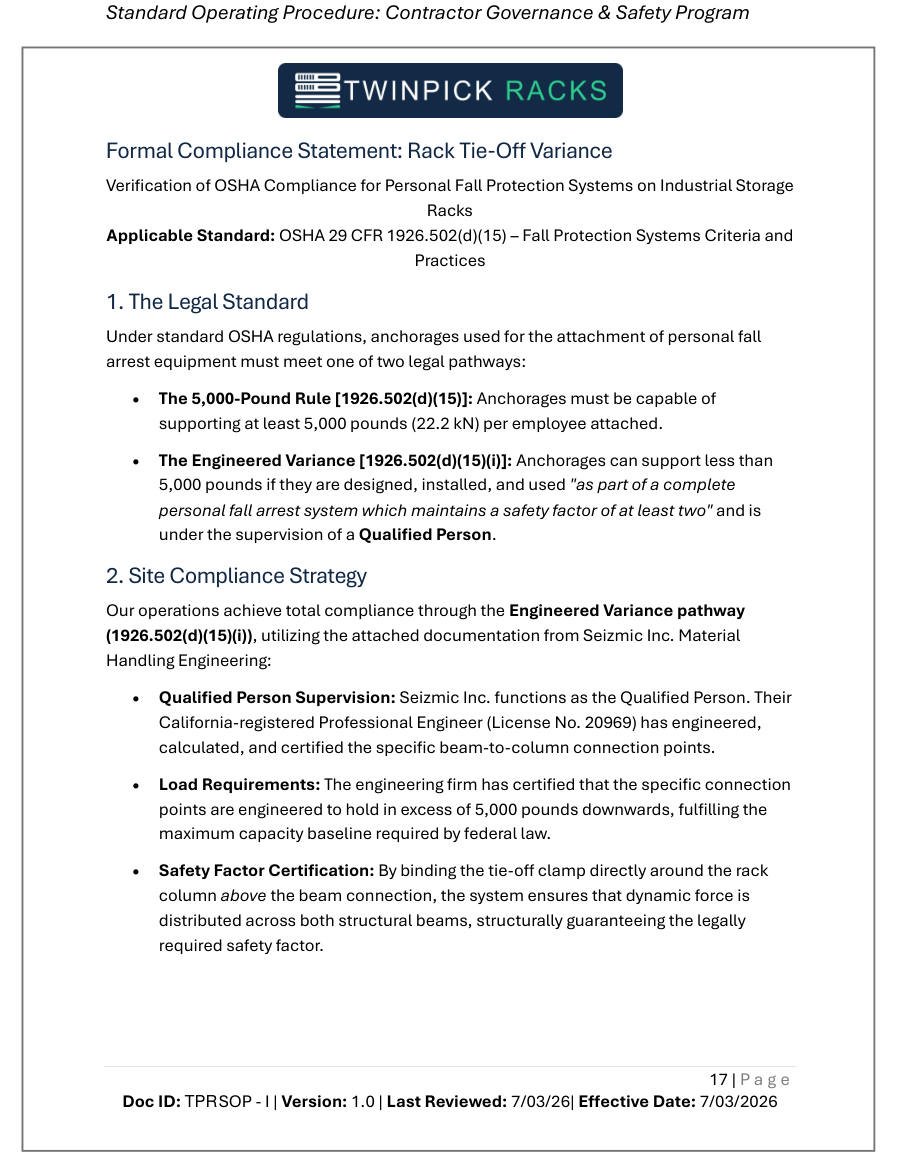 Standard Operating Procedure: Contractor Governance & Safety Program
TWINPICK RACKS
Formal Compliance Statement: Rack Tie-Off Variance
Verification of OSHA Compliance for Personal Fall Protection Systems on Industrial Storage
Racks
Applicable Standard: OSHA 29 CFR 1926.502(d)(15) – Fall Protection Systems Criteria and
Practices
1. The Legal Standard
Under standard OSHA regulations, anchorages used for the attachment of personal fall
arrest equipment must meet one of two legal pathways:
• The 5,000-Pound Rule [1926.502(d)(15)]: Anchorages must be capable of
supporting at least 5,000 pounds (22.2 kN) per employee attached.
• The Engineered Variance [1926.502(d)(15)(i)]: Anchorages can support less than
5,000 pounds if they are designed, installed, and used "as part of a complete
personal fall arrest system which maintains a safety factor of at least two" and is
under the supervision of a Qualified Person.
2. Site Compliance Strategy
Our operations achieve total compliance through the Engineered Variance pathway
(1926.502(d)(15)(i)), utilizing the attached documentation from Seizmic Inc. Material
Handling Engineering:
• Qualified Person Supervision: Seizmic Inc. functions as the Qualified Person. Their
California-registered Professional Engineer (License No. 20969) has engineered,
calculated, and certified the specific beam-to-column connection points.
• Load Requirements: The engineering firm has certified that the specific connection
points are engineered to hold in excess of 5,000 pounds downwards, fulfilling the
maximum capacity baseline required by federal law.
• Safety Factor Certification: By binding the tie-off clamp directly around the rack
column above the beam connection, the system ensures that dynamic force is
distributed across both structural beams, structurally guaranteeing the legally
required safety factor.
17 | Page
Doc ID: TPRSOP - I | Version: 1.0 | Last Reviewed: 7/03/26| Effective Date: 7/03/2026